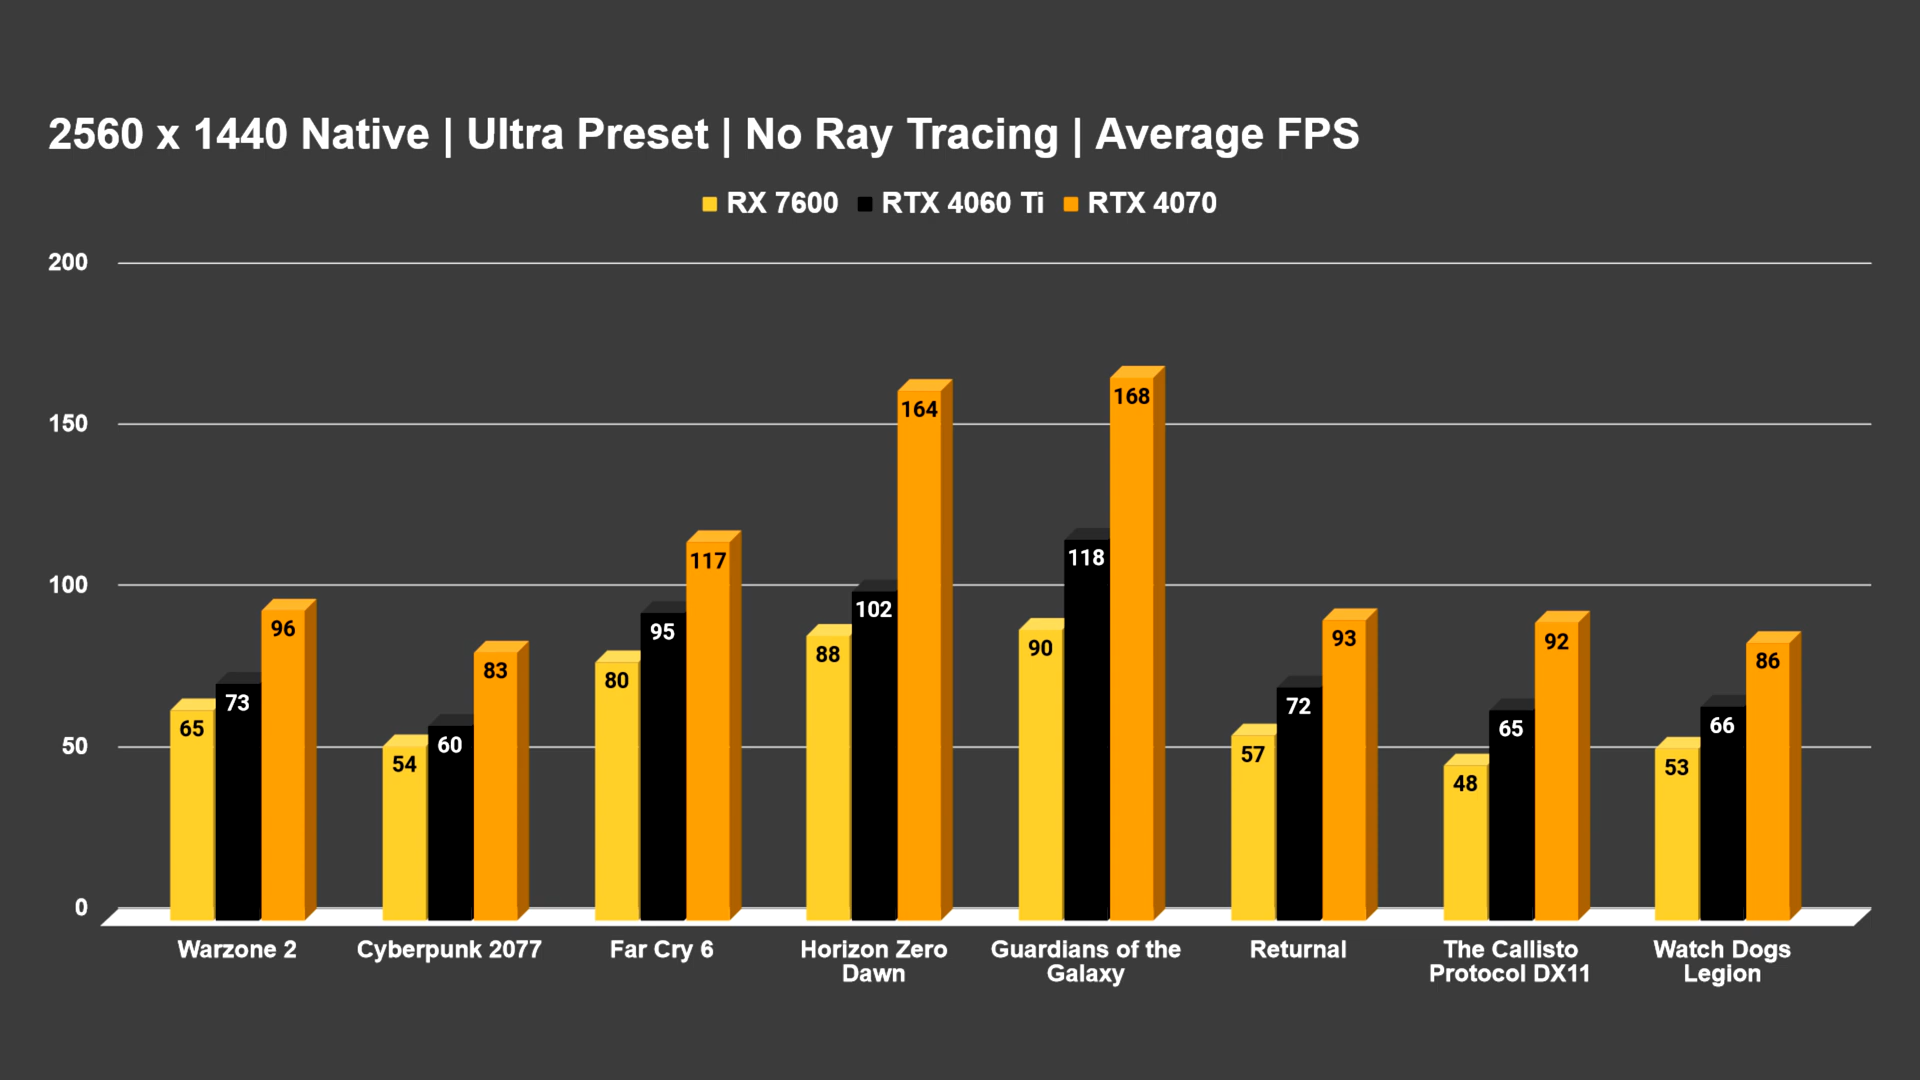 2560 x 1440 Native | Ultra Preset | No Ray Tracing | Average FPS
RX 7600 RTX 4060 Ti RTX 4070
200
150
100
50
0
65 73 96
54 60 83
80 95 117
88 102 164
90 118 168
57 72 93
48 65 92
53 66 86
Warzone 2
Cyberpunk 2077
Far Cry 6
Horizon Zero
Dawn
Guardians of the
Galaxy
Returnal
The Callisto
Protocol DX11
Watch Dogs
Legion